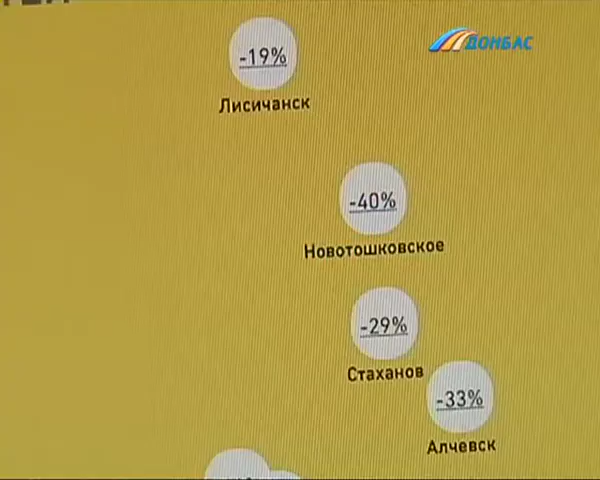 ДОНБАС
-19%
Лисичанск
-40%
Новотошковское
-29%
Стаханов
-33%
Алчевск